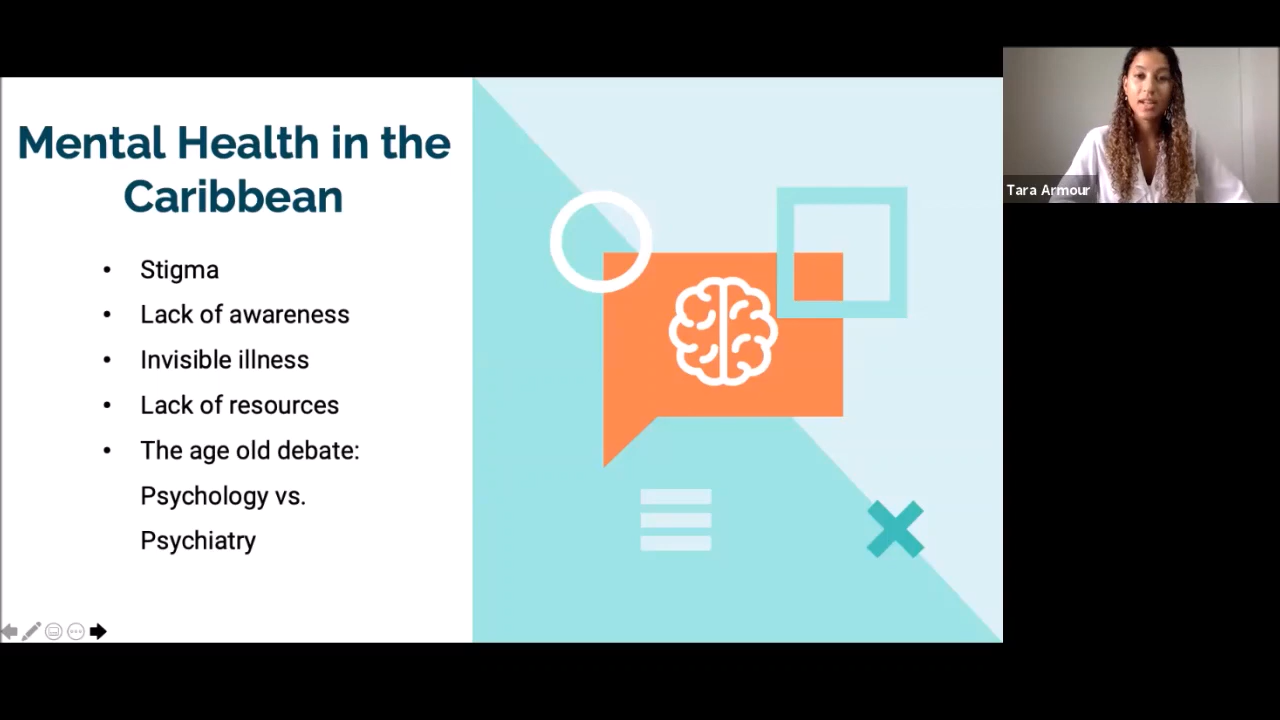 Mental Health in the
Caribbean
• Stigma
• Lack of awareness
• Invisible illness
• Lack of resources
• The age old debate:
Psychology vs.
Psychiatry
Tara Armour